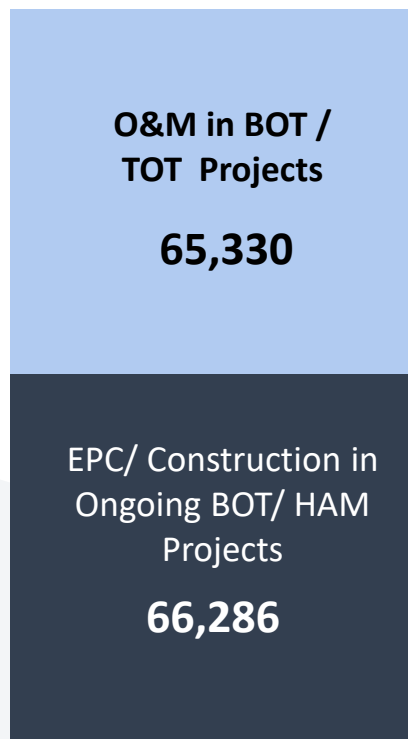 O&M in BOT /
TOT Projects
65,330
EPC/ Construction in
Ongoing BOT/ HAM
Projects
66,286